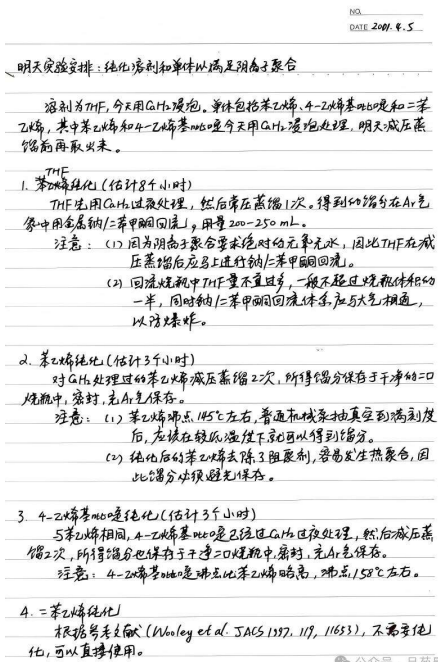 NO.
DATE 2001.4.5
明天实验安排：纯化溶剂和单体以满足阴离子聚合
溶剂为THF，今天用CaH₂浸泡。单体包括苯乙烯、4-乙烯基吡啶和二苯
乙烯，其中苯乙烯和4-乙烯基吡啶今天用CaH₂浸泡处理，明天减压蒸
馏前再取出来。
THF
1. 苯乙烯纯化（估计8个小时）
THF先用CaH₂过夜处理，然后常压蒸馏1次。得到的馏分在Ar气
氛中用金属钠/二苯甲酮回流，用量200-250 mL。
注意：（1）因为阴离子聚合要求绝对的无氧无水，因此THF在减
压蒸馏后应马上进行钠/二苯甲酮回流。
（2）回流烧瓶中THF量不宜过多，一般不超过烧瓶体积的
一半，同时钠/二苯甲酮回流体系应与大气相通，
以防爆炸。
2. 苯乙烯纯化（估计3个小时）
对CaH₂处理过的苯乙烯减压蒸馏2次，所得馏分保存于干净的二口
烧瓶中，密封，充Ar气保存。
注意：（1）苯乙烯沸点145℃左右，普通机械泵抽真空到满刻度
后，应该在较低温度下就可以得到馏分。
（2）纯化后的苯乙烯去除了阻聚剂，容易发生热聚合，因
此馏分必须避光保存。
3. 4-乙烯基吡啶纯化（估计3个小时）
与苯乙烯相同，4-乙烯基吡啶已经过CaH₂过夜处理，然后减压蒸
馏2次，所得馏分也保存于干净二口烧瓶中，密封，充Ar气保存。
注意：4-乙烯基吡啶沸点比苯乙烯略高，沸点158℃左右。
4. 二苯乙烯纯化
根据参考文献（Wooley et al. JACS 1997, 119, 11653），不需要纯
化，可以直接使用。
公众号